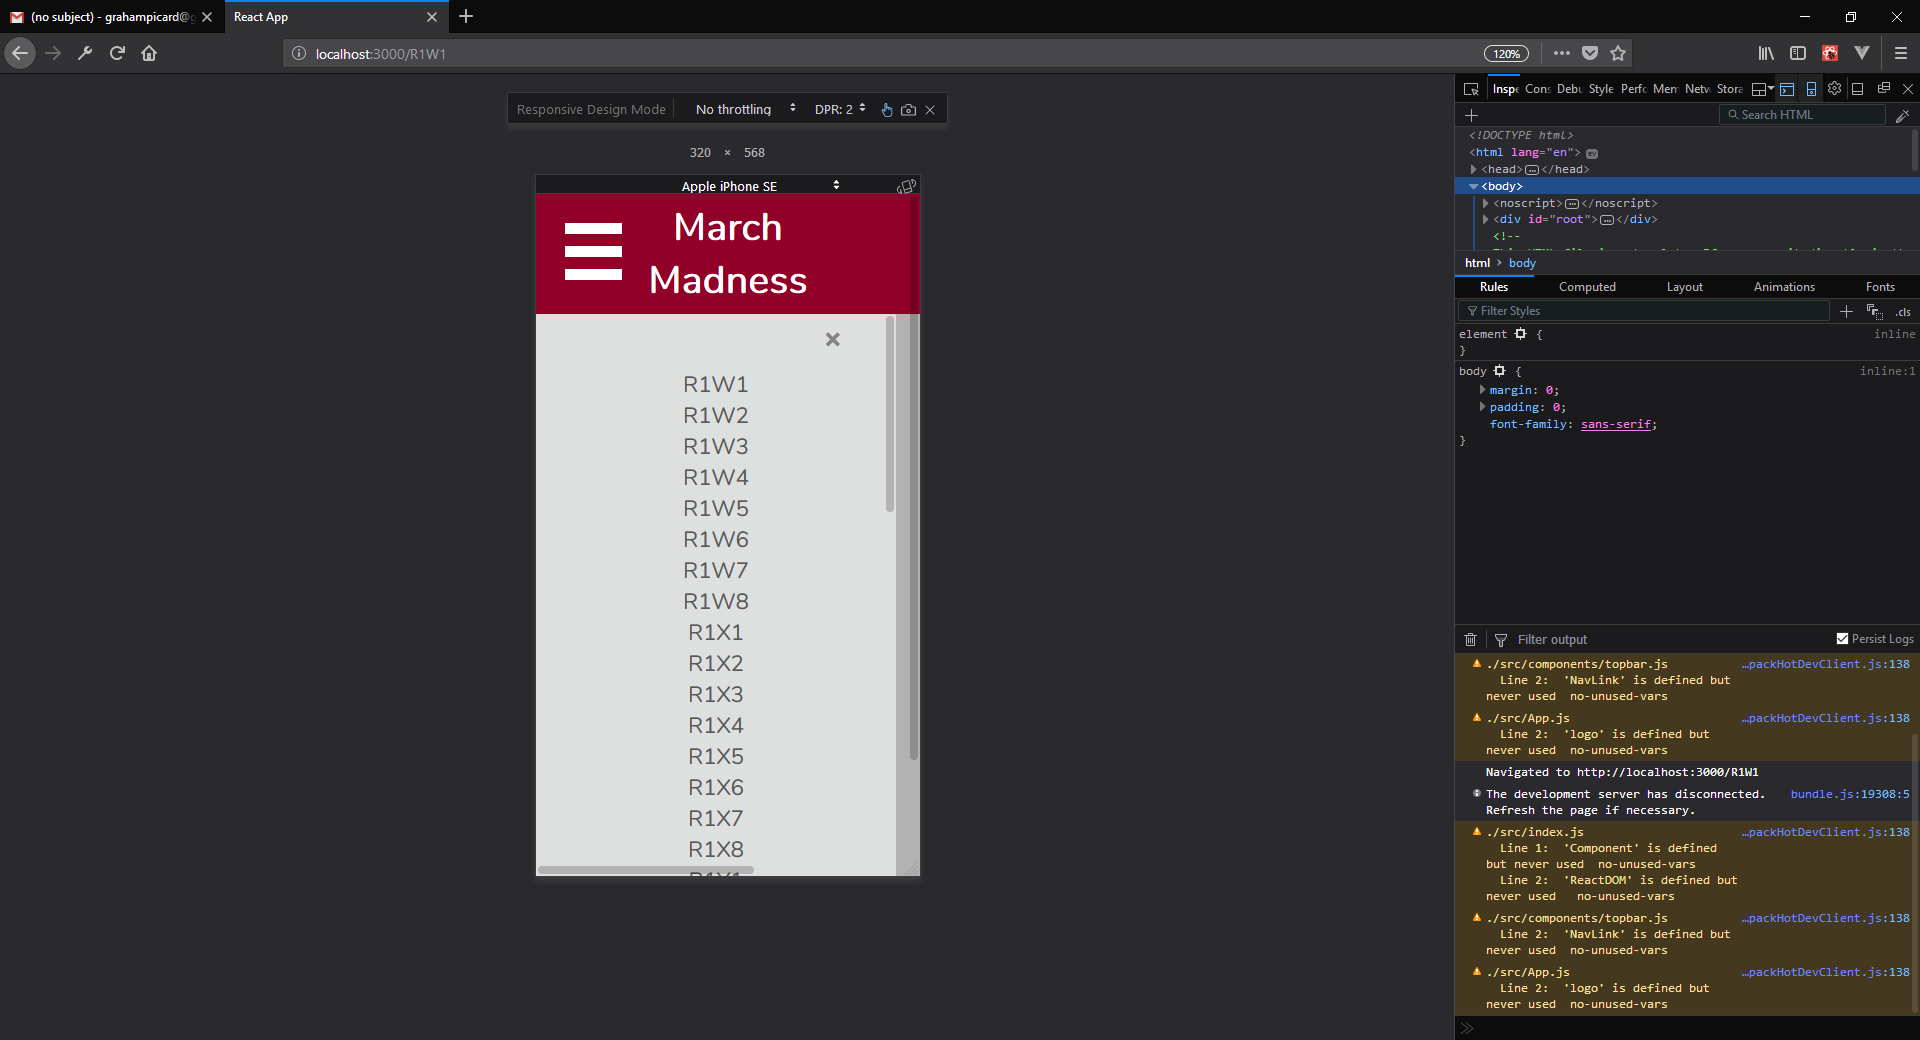 (no subject) - grahampicard@
React App
localhost:3000/R1W1
120%
Responsive Design Mode
No throttling
DPR: 2
320 × 568
Apple iPhone SE
March
Madness
R1W1
R1W2
R1W3
R1W4
R1W5
R1W6
R1W7
R1W8
R1X1
R1X2
R1X3
R1X4
R1X5
R1X6
R1X7
R1X8
Inspe Cons Debu Style Perfo Mem Netw Stora
Search HTML
<!DOCTYPE html>
<html lang="en"> ev
<head>…</head>
<body>
<noscript>…</noscript>
<div id="root">…</div>
<!--
html > body
Rules Computed Layout Animations Fonts
Filter Styles
.cls
element { inline
}
body { inline:1
margin: 0;
padding: 0;
font-family: sans-serif;
}
Filter output
Persist Logs
./src/components/topbar.js …packHotDevClient.js:138
Line 2: 'NavLink' is defined but
never used no-unused-vars
./src/App.js …packHotDevClient.js:138
Line 2: 'logo' is defined but
never used no-unused-vars
Navigated to http://localhost:3000/R1W1
The development server has disconnected. bundle.js:19308:5
Refresh the page if necessary.
./src/index.js …packHotDevClient.js:138
Line 1: 'Component' is defined
but never used no-unused-vars
Line 2: 'ReactDOM' is defined but
never used no-unused-vars
./src/components/topbar.js …packHotDevClient.js:138
Line 2: 'NavLink' is defined but
never used no-unused-vars
./src/App.js …packHotDevClient.js:138
Line 2: 'logo' is defined but
never used no-unused-vars